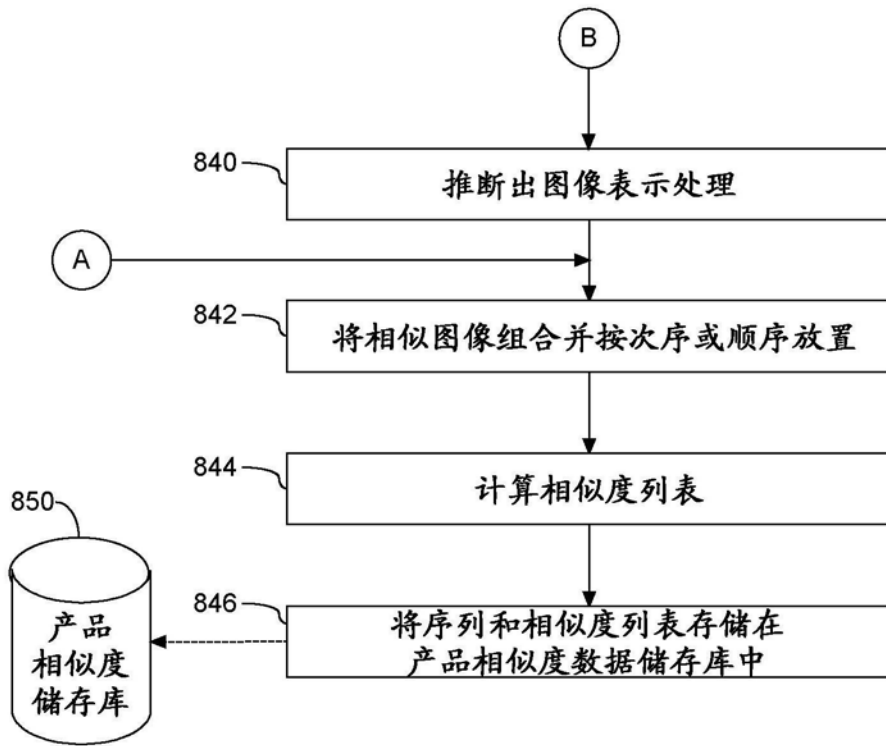 B
840
推断出图像表示处理
A
842
将相似图像组合并按次序或顺序放置
844
计算相似度列表
850
846
将序列和相似度列表存储在
产品相似度数据储存库中
产品
相似度
储存库